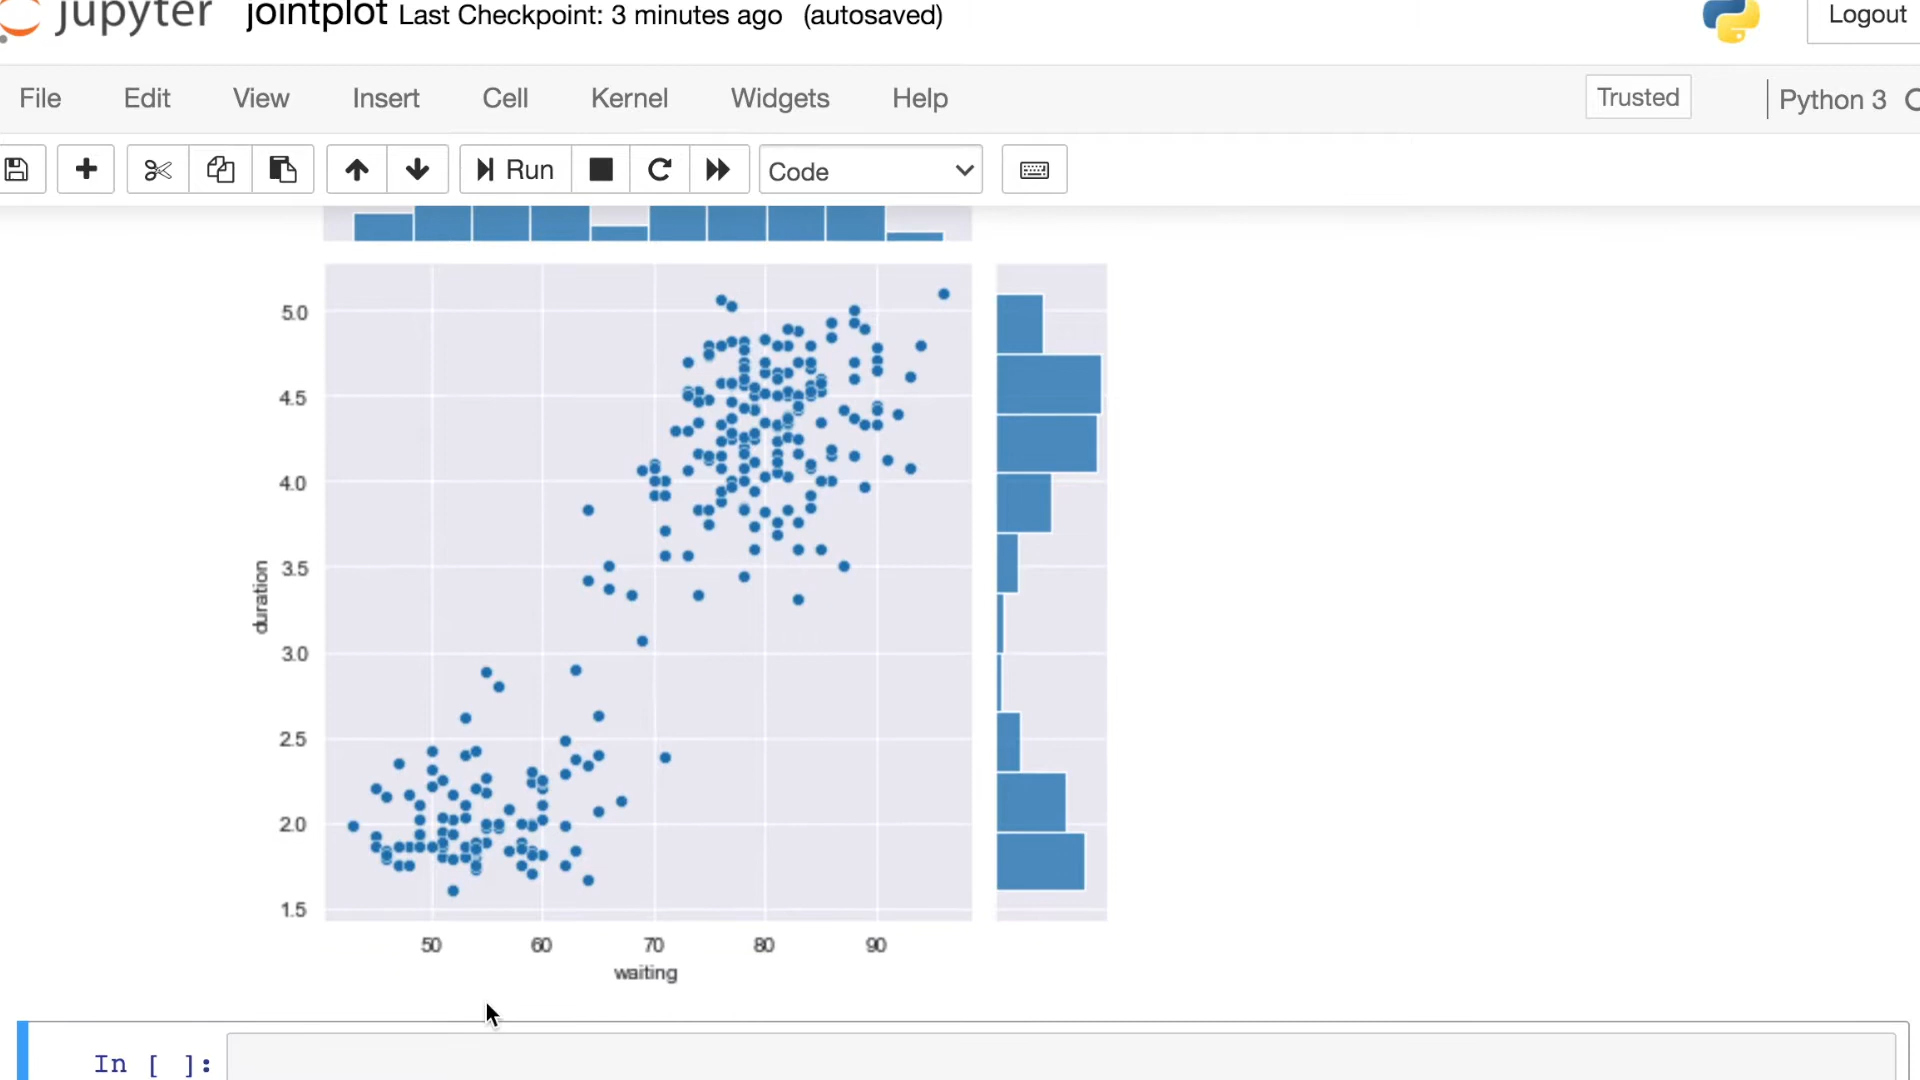 jupyter jointplot Last Checkpoint: 3 minutes ago (autosaved) Logout
File Edit View Insert Cell Kernel Widgets Help Trusted Python 3
Run Code
5.0
4.5
4.0
3.5
3.0
2.5
2.0
1.5
duration
50 60 70 80 90
waiting
In [ ]: